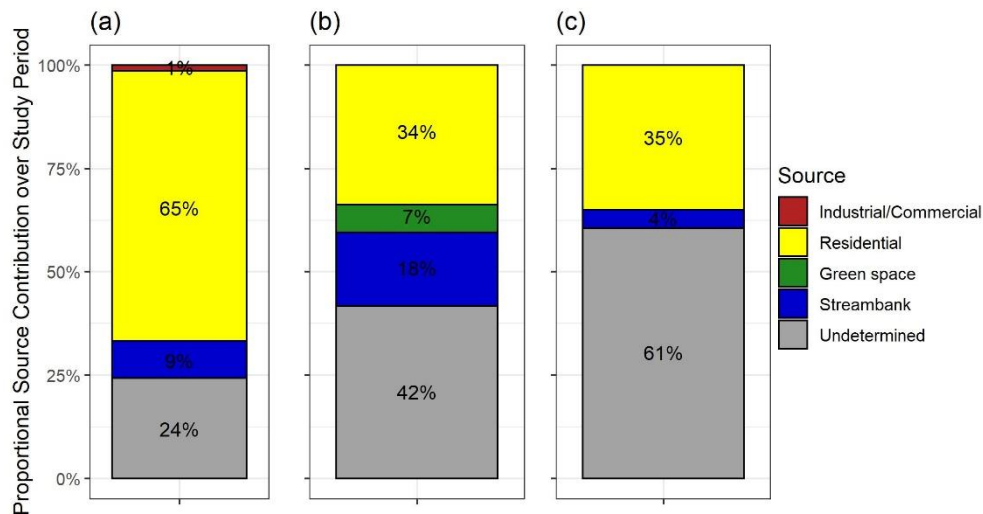 (a)
(b)
(c)
Proportional Source Contribution over Study Period
100%
75%
50%
25%
0%
1%
65%
9%
24%
34%
7%
18%
42%
35%
4%
61%
Source
Industrial/Commercial
Residential
Green space
Streambank
Undetermined